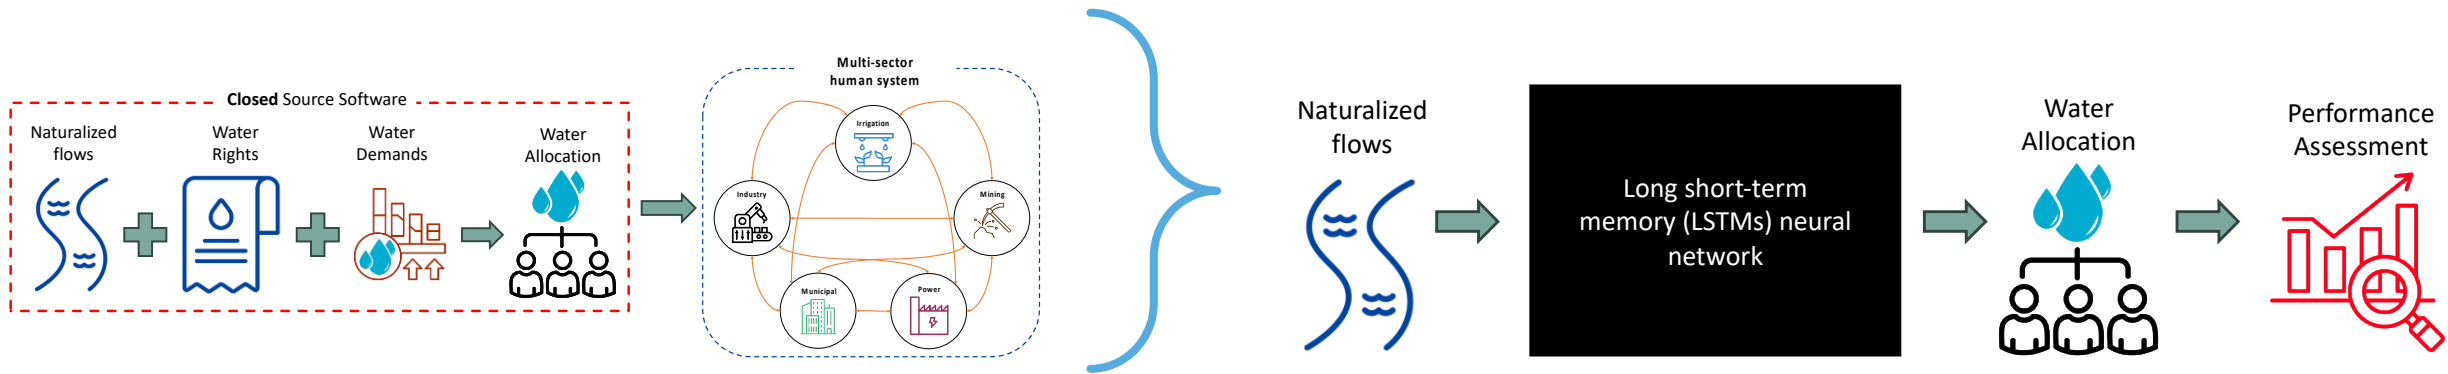 Closed Source Software
Naturalized
flows
Water
Rights
Water
Demands
Water
Allocation
Multi-sector
human system
Irrigation
Industry
Mining
Municipal
Power
Naturalized
flows
Long short-term
memory (LSTMs) neural
network
Water
Allocation
Performance
Assessment